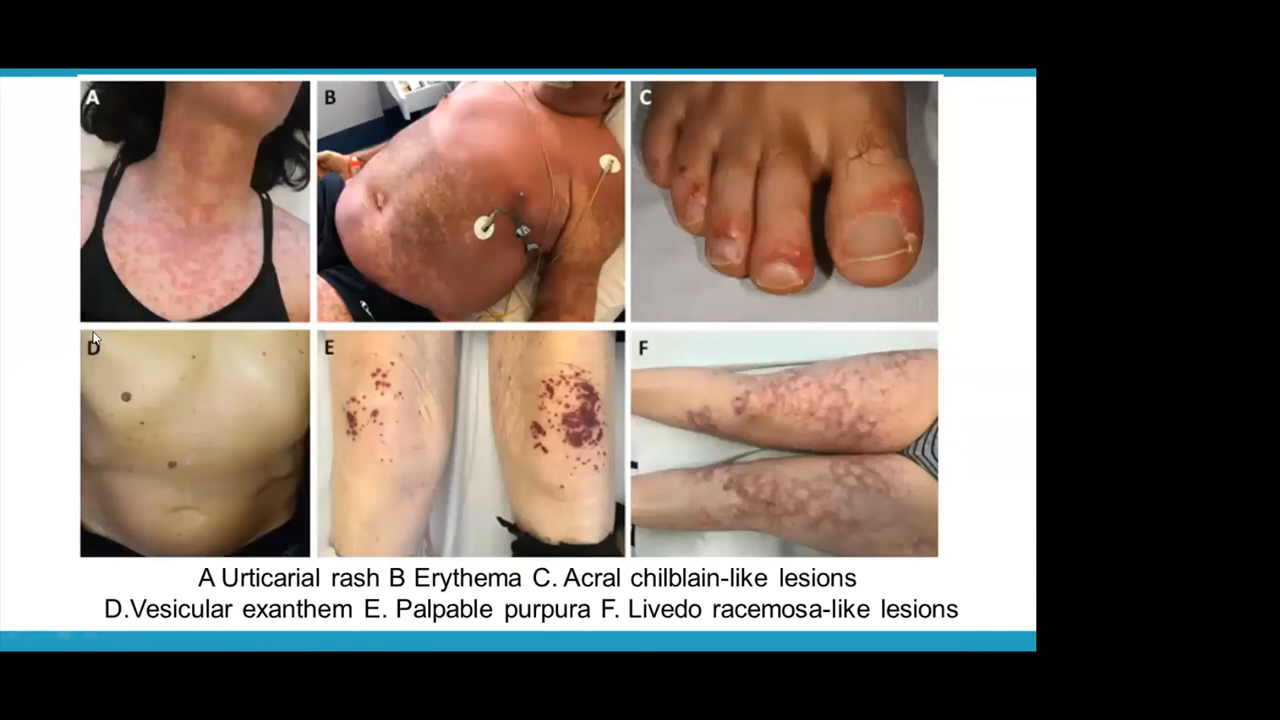 A
B
C
D
E
F
A Urticarial rash B Erythema C. Acral chilblain-like lesions
D.Vesicular exanthem E. Palpable purpura F. Livedo racemosa-like lesions